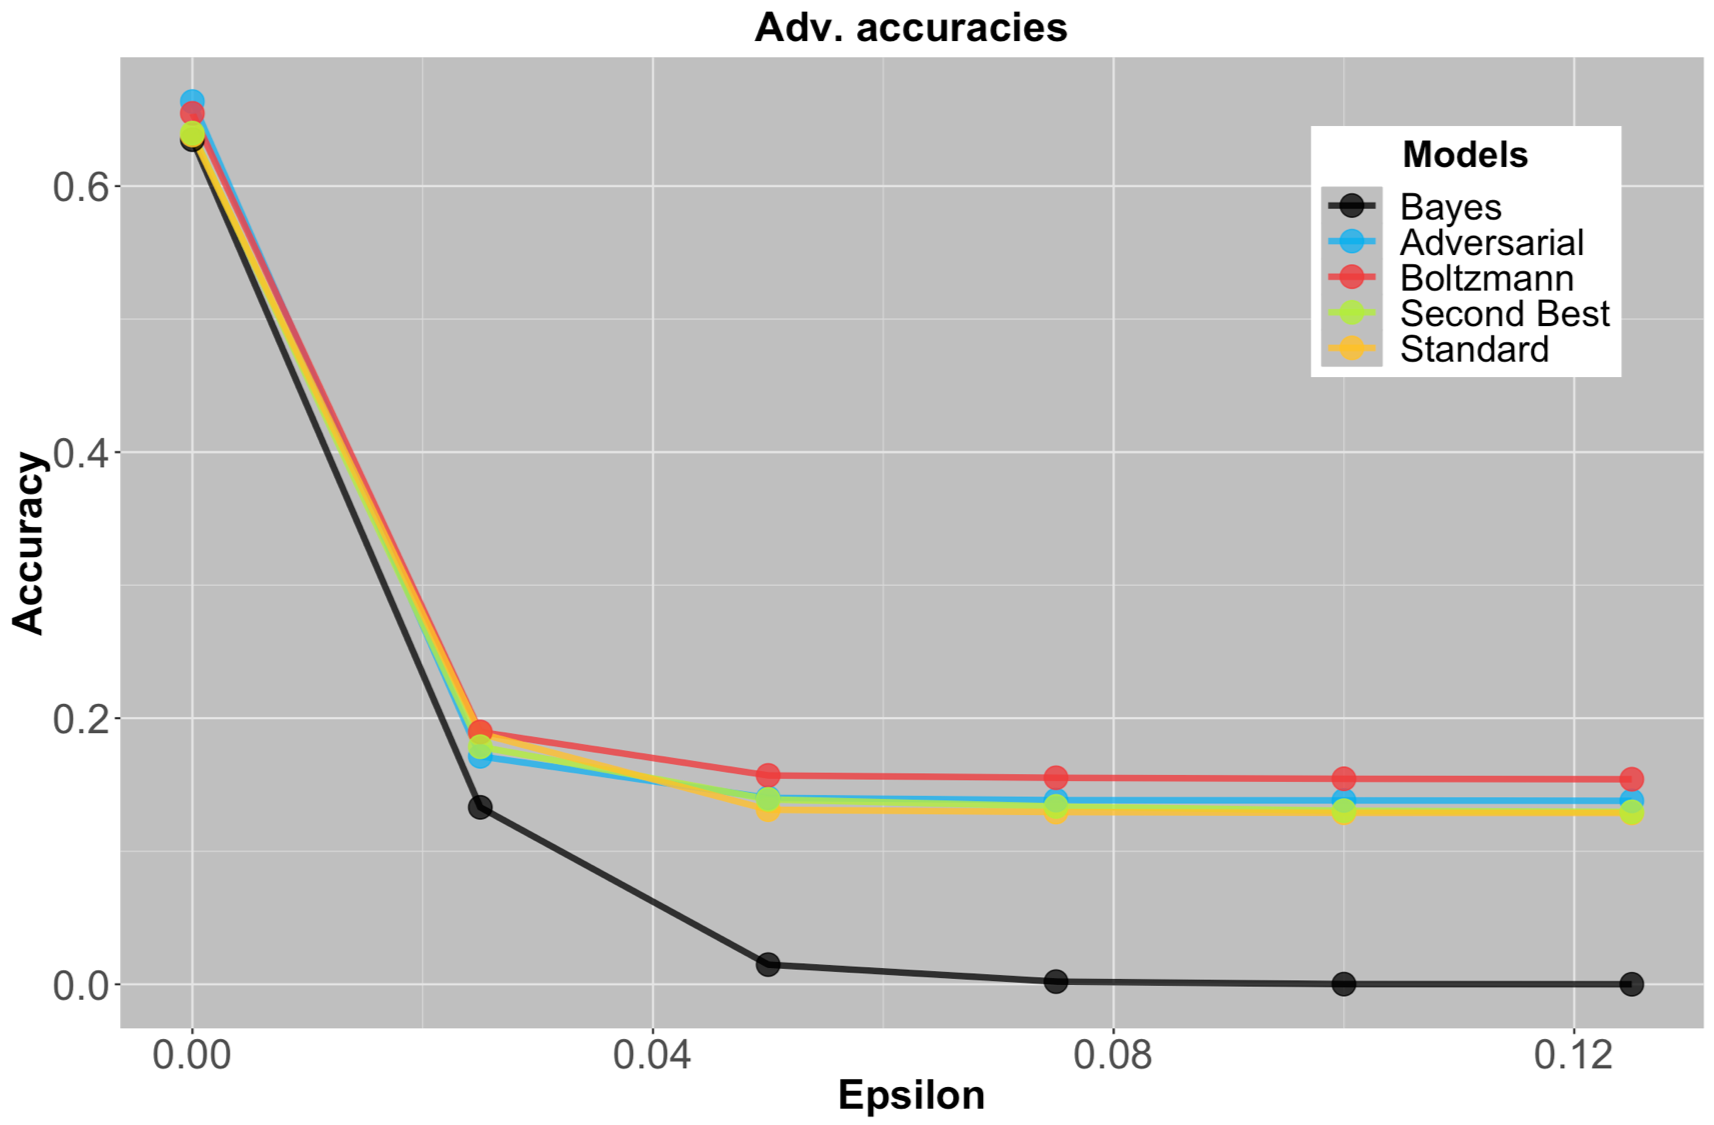 Adv. accuracies
Models
Bayes
Adversarial
Boltzmann
Second Best
Standard
Accuracy
0.6
0.4
0.2
0.0
0.00 0.04 0.08 0.12
Epsilon